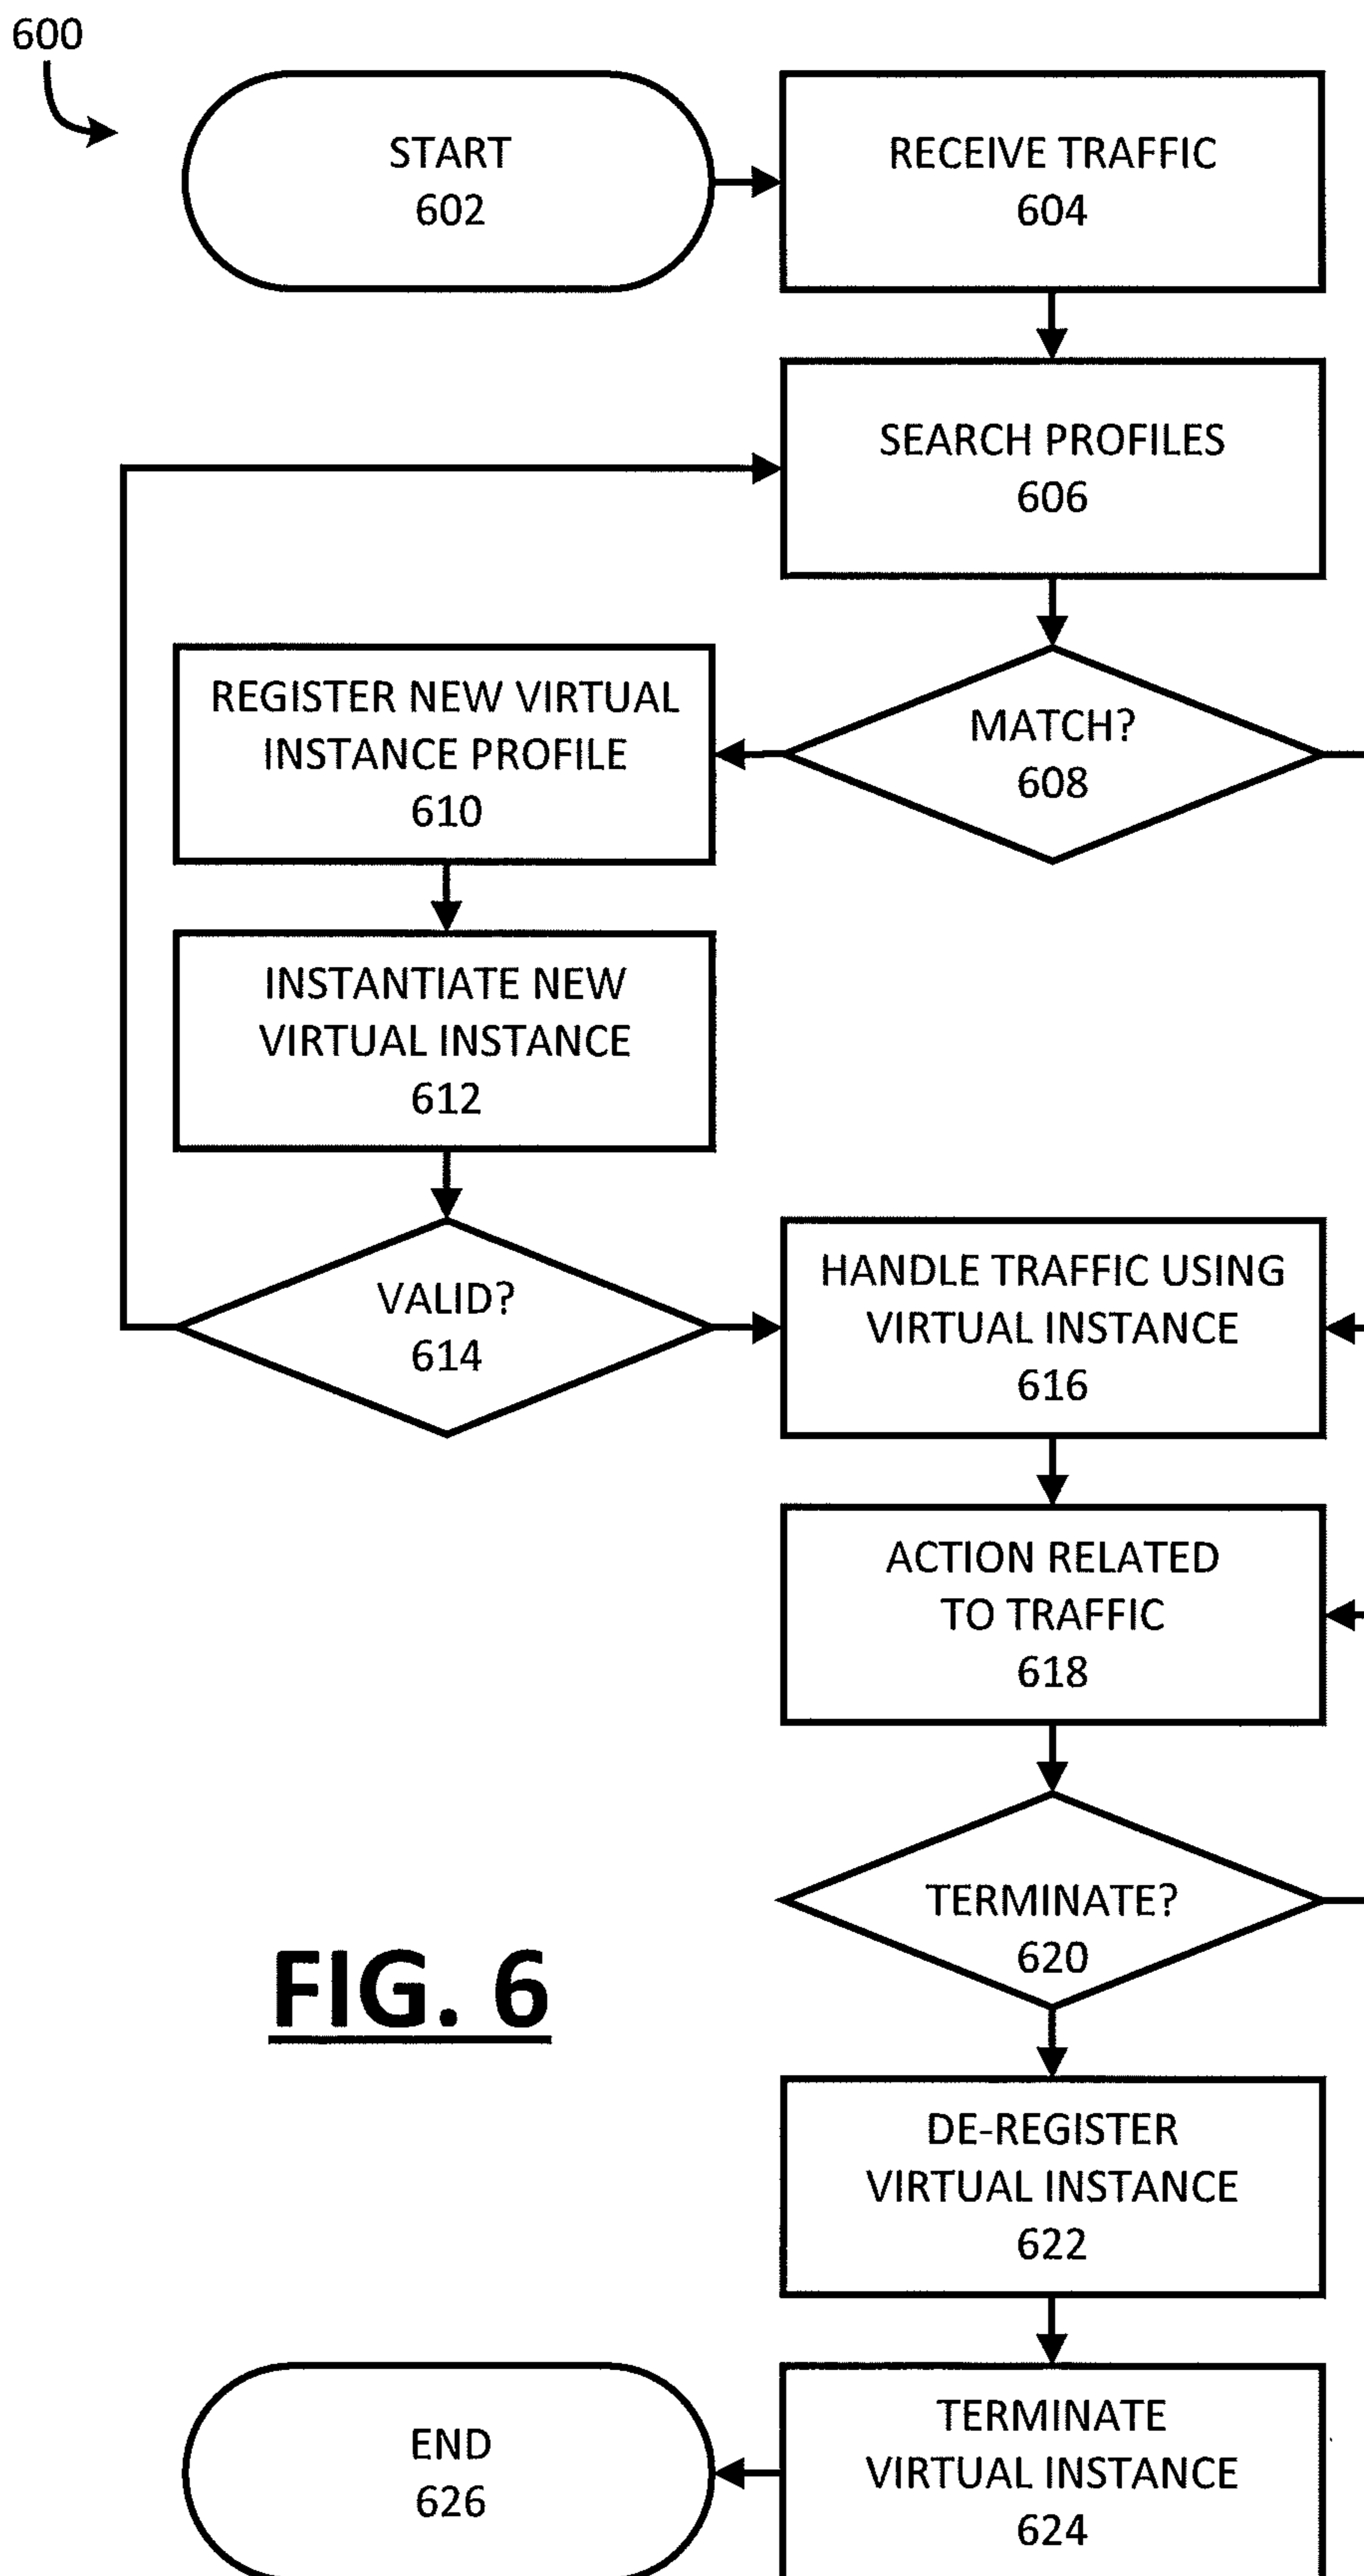 600
START
602
RECEIVE TRAFFIC
604
SEARCH PROFILES
606
MATCH?
608
REGISTER NEW VIRTUAL
INSTANCE PROFILE
610
INSTANTIATE NEW
VIRTUAL INSTANCE
612
VALID?
614
HANDLE TRAFFIC USING
VIRTUAL INSTANCE
616
ACTION RELATED
TO TRAFFIC
618
TERMINATE?
620
FIG. 6
DE-REGISTER
VIRTUAL INSTANCE
622
TERMINATE
VIRTUAL INSTANCE
624
END
626